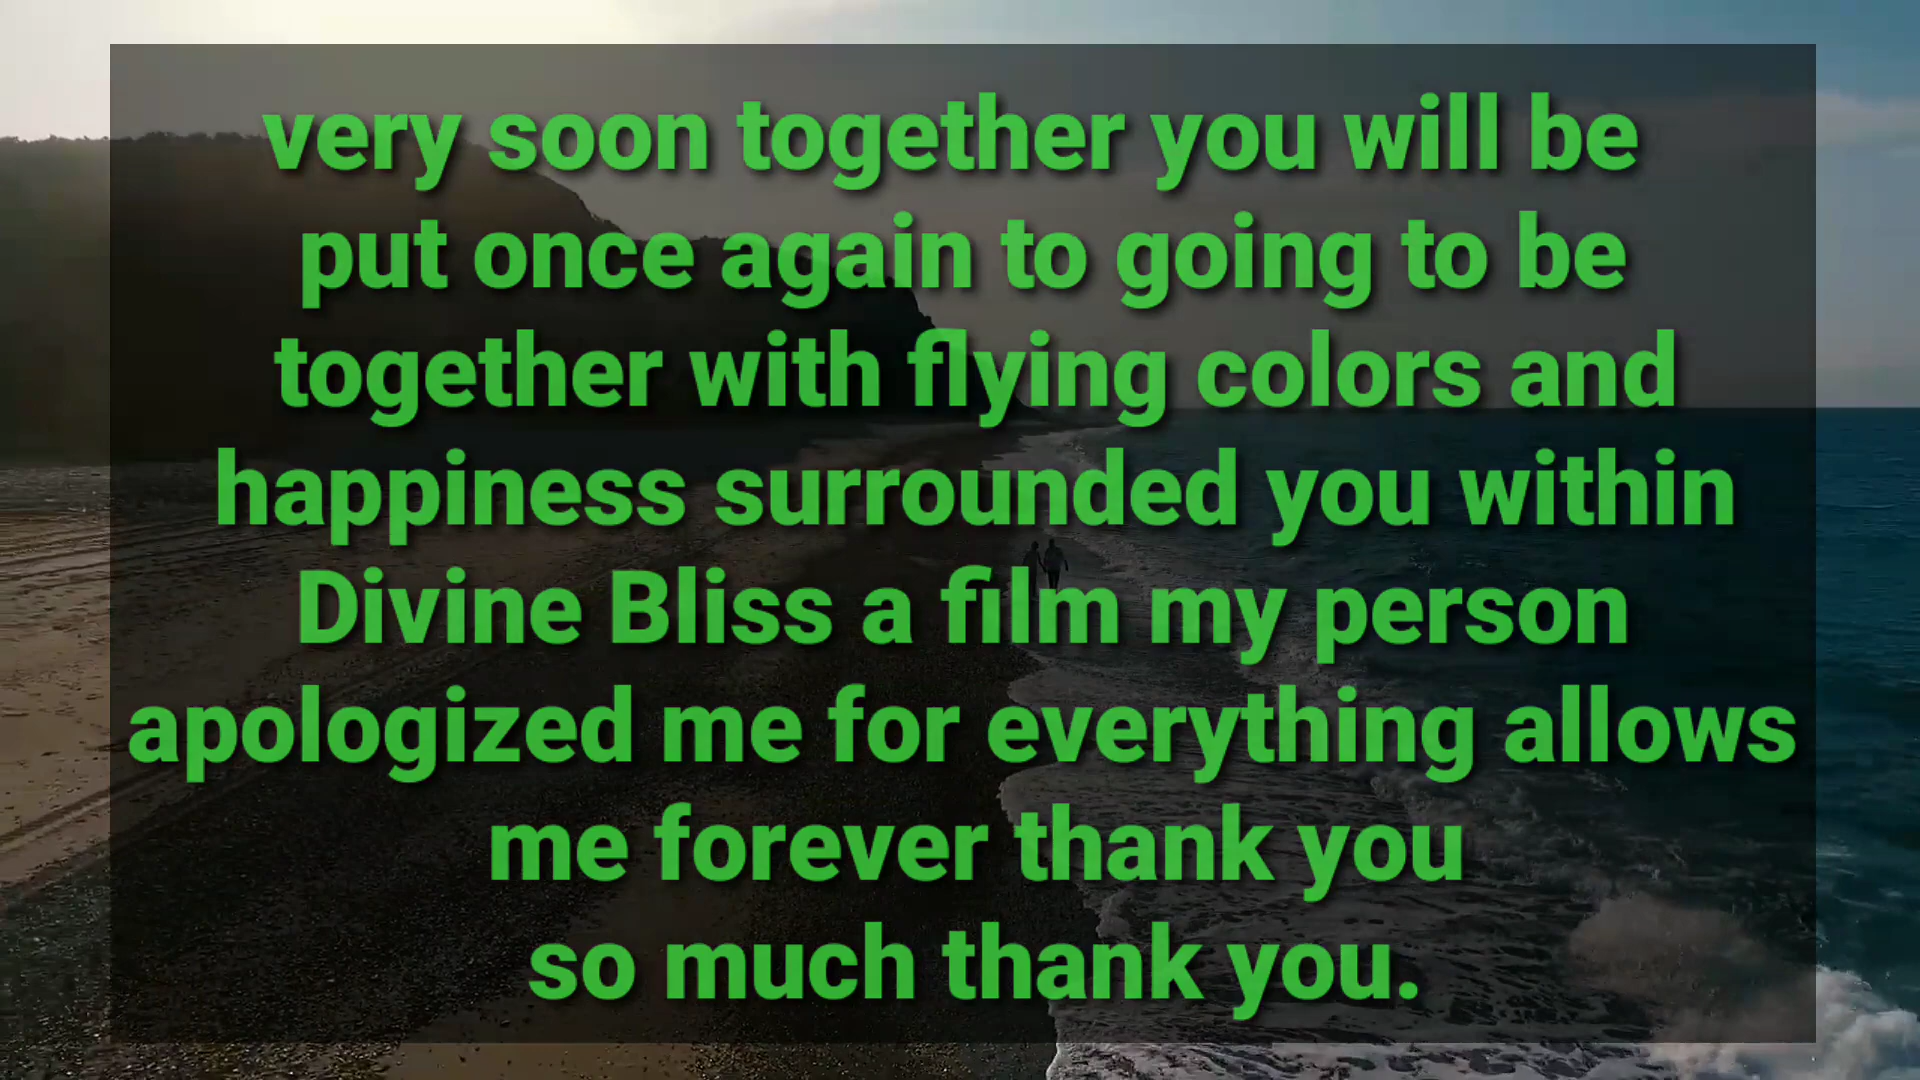 very soon together you will be
put once again to going to be
together with flying colors and
happiness surrounded you within
Divine Bliss a film my person
apologized me for everything allows
me forever thank you
so much thank you.